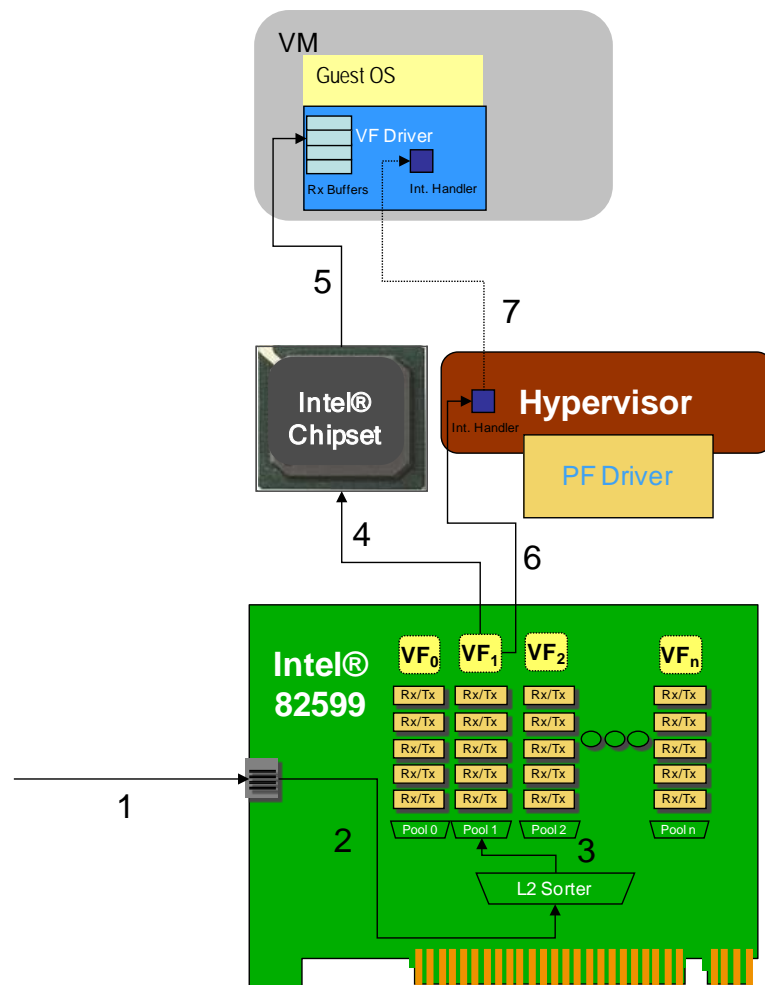 VM
Guest OS
VF Driver
Rx Buffers
Int. Handler
5
7
Intel®
Chipset
Hypervisor
Int. Handler
PF Driver
4
6
Intel®
82599
VF0 VF1 VF2 VFn
Rx/Tx Rx/Tx Rx/Tx Rx/Tx
Rx/Tx Rx/Tx Rx/Tx Rx/Tx
Rx/Tx Rx/Tx Rx/Tx Rx/Tx
Rx/Tx Rx/Tx Rx/Tx Rx/Tx
Rx/Tx Rx/Tx Rx/Tx Rx/Tx
Pool 0 Pool 1 Pool 2 Pool n
1
2
3
L2 Sorter